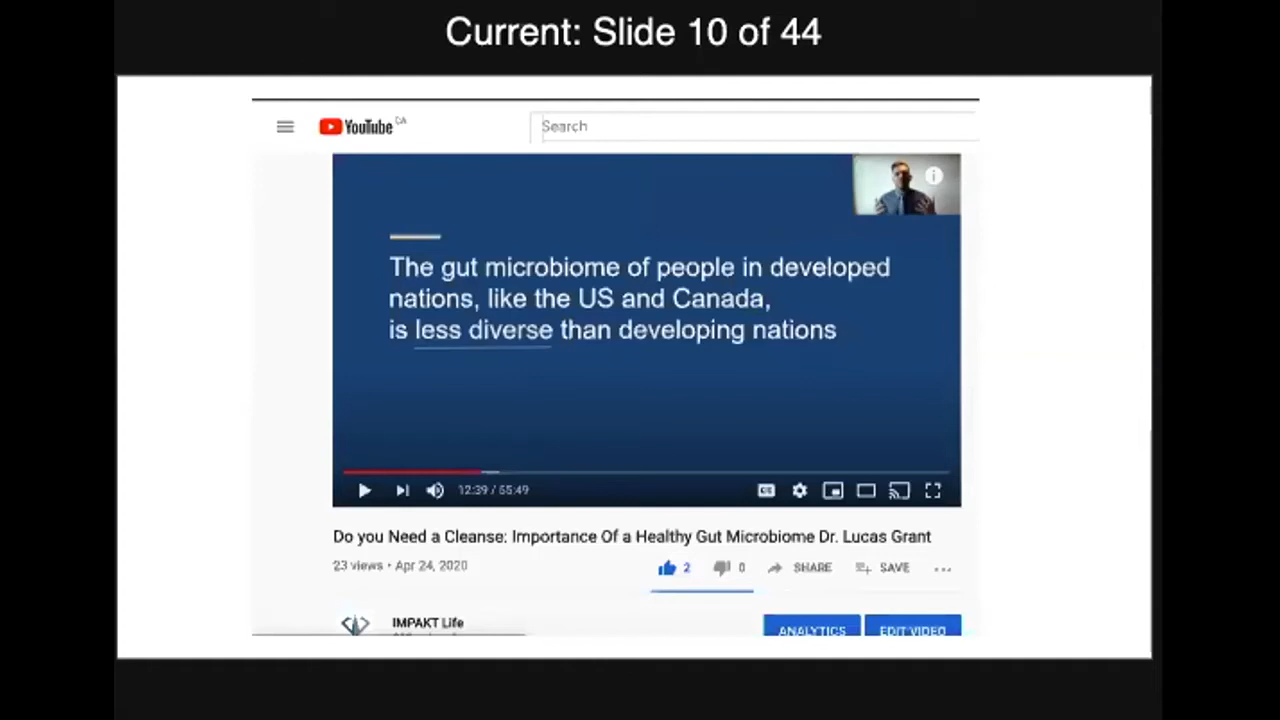 Current: Slide 10 of 44
YouTube CA
Search
The gut microbiome of people in developed
nations, like the US and Canada,
is less diverse than developing nations
12:39 / 55:49
CC
Do you Need a Cleanse: Importance Of a Healthy Gut Microbiome Dr. Lucas Grant
23 views • Apr 24, 2020
2 0 SHARE SAVE
IMPAKT Life
ANALYTICS EDIT VIDEO